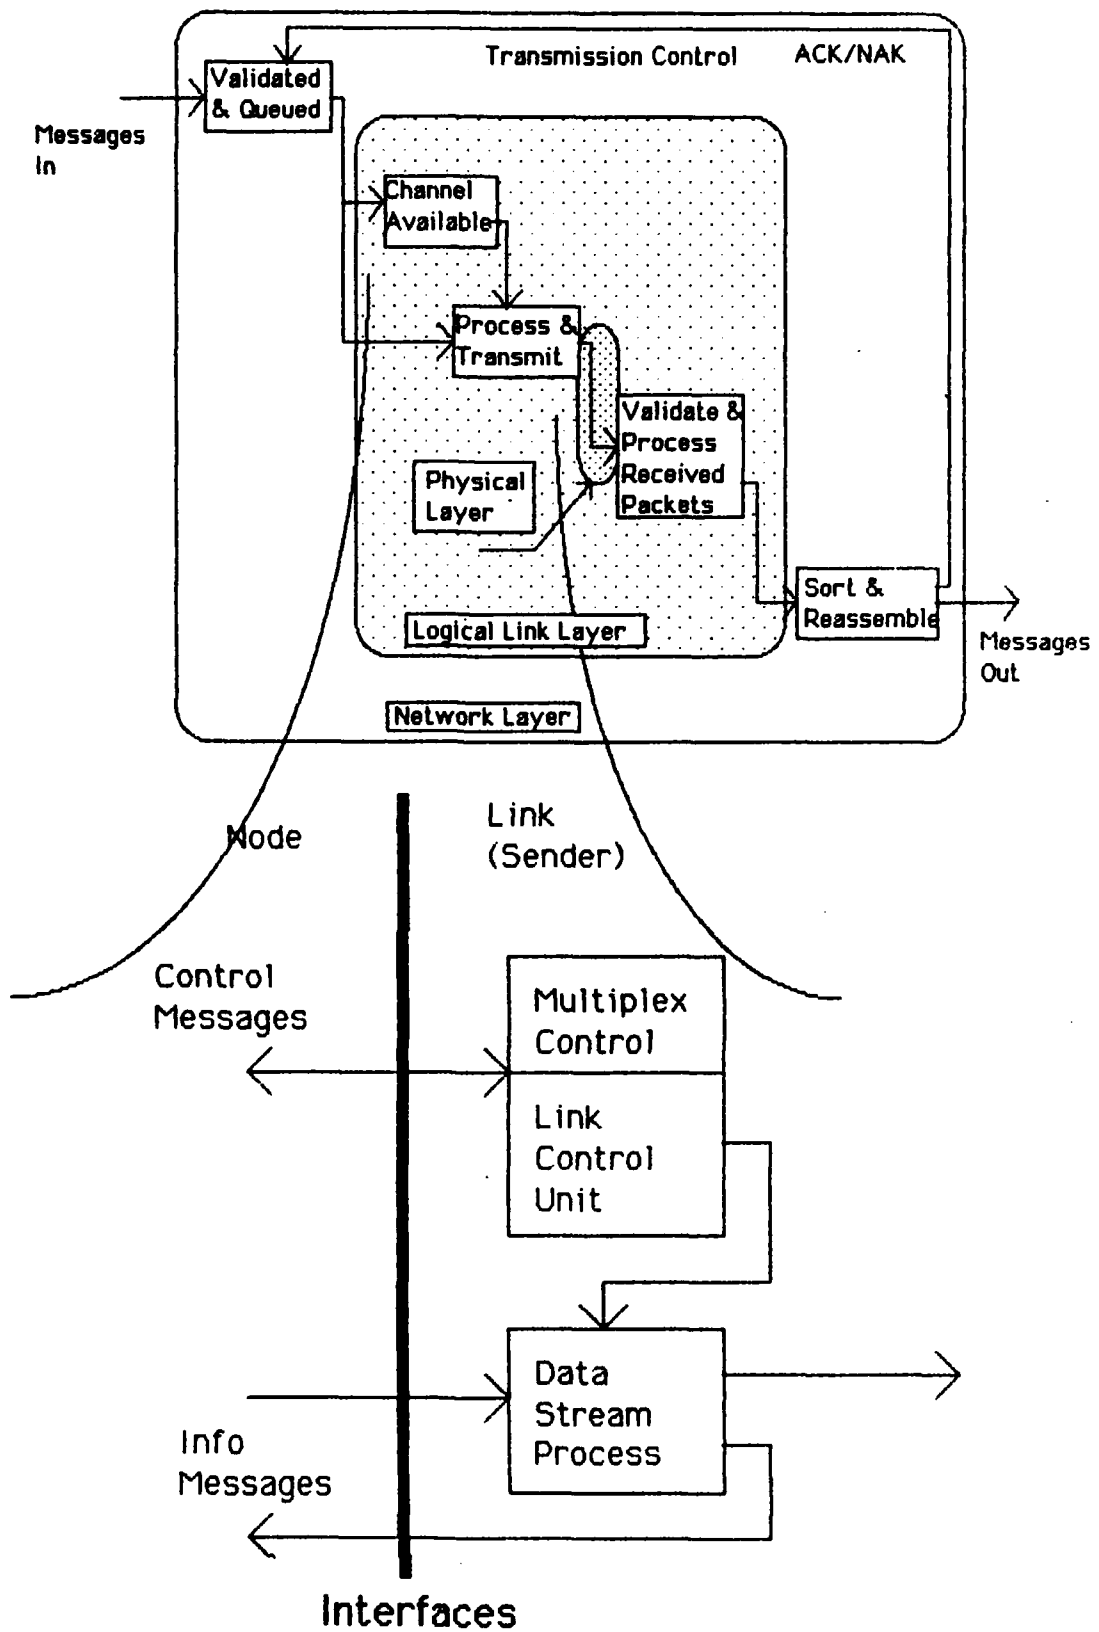 Transmission Control
ACK/NAK
Validated
& Queued
Messages
In
Channel
Available
Process &
Transmit
Validate &
Process
Received
Packets
Physical
Layer
Sort &
Reassemble
Logical Link Layer
Messages
Out
Network Layer
Node
Link
(Sender)
Control
Messages
Multiplex
Control
Link
Control
Unit
Data
Stream
Process
Info
Messages
Interfaces